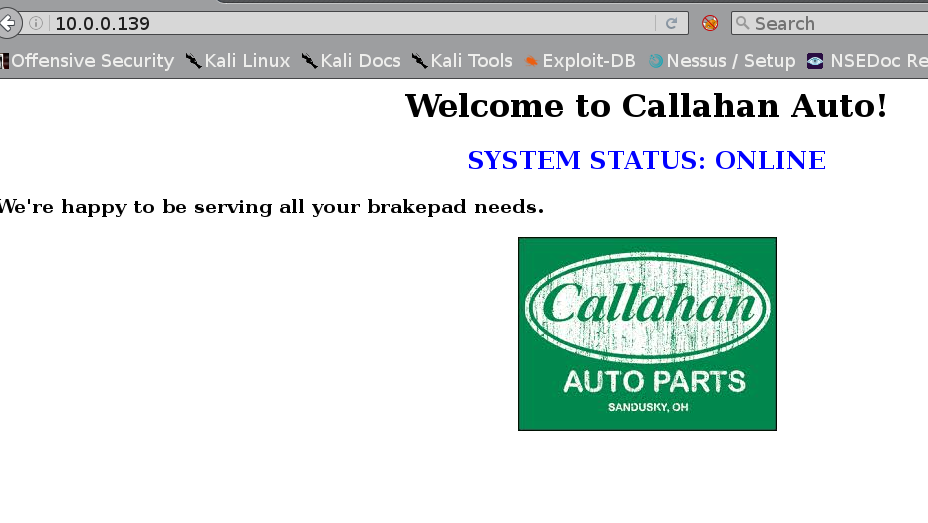 10.0.0.139
Search
Offensive Security Kali Linux Kali Docs Kali Tools Exploit-DB Nessus / Setup NSEDoc Re
Welcome to Callahan Auto!
SYSTEM STATUS: ONLINE
We're happy to be serving all your brakepad needs.
Callahan
AUTO PARTS
SANDUSKY, OH